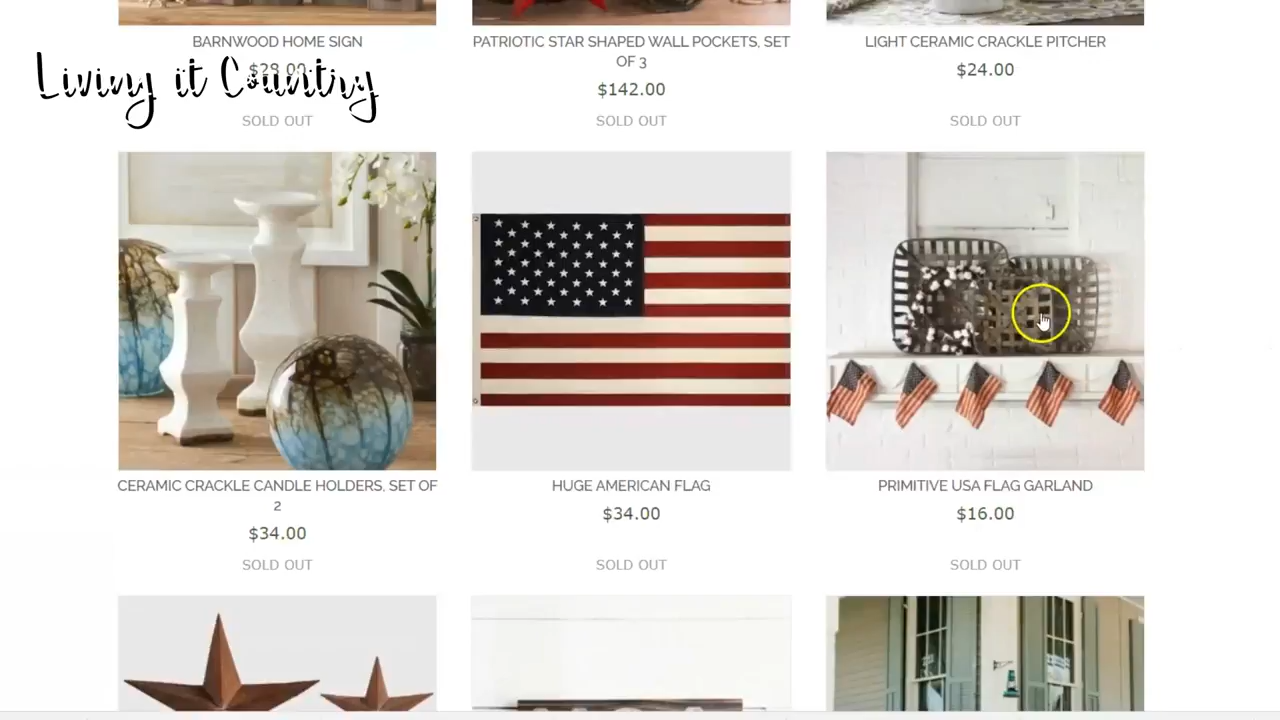 BARNWOOD HOME SIGN
$28.00
SOLD OUT
PATRIOTIC STAR SHAPED WALL POCKETS, SET
OF 3
$142.00
SOLD OUT
LIGHT CERAMIC CRACKLE PITCHER
$24.00
SOLD OUT
Living it Country
CERAMIC CRACKLE CANDLE HOLDERS, SET OF
2
$34.00
SOLD OUT
HUGE AMERICAN FLAG
$34.00
SOLD OUT
PRIMITIVE USA FLAG GARLAND
$16.00
SOLD OUT